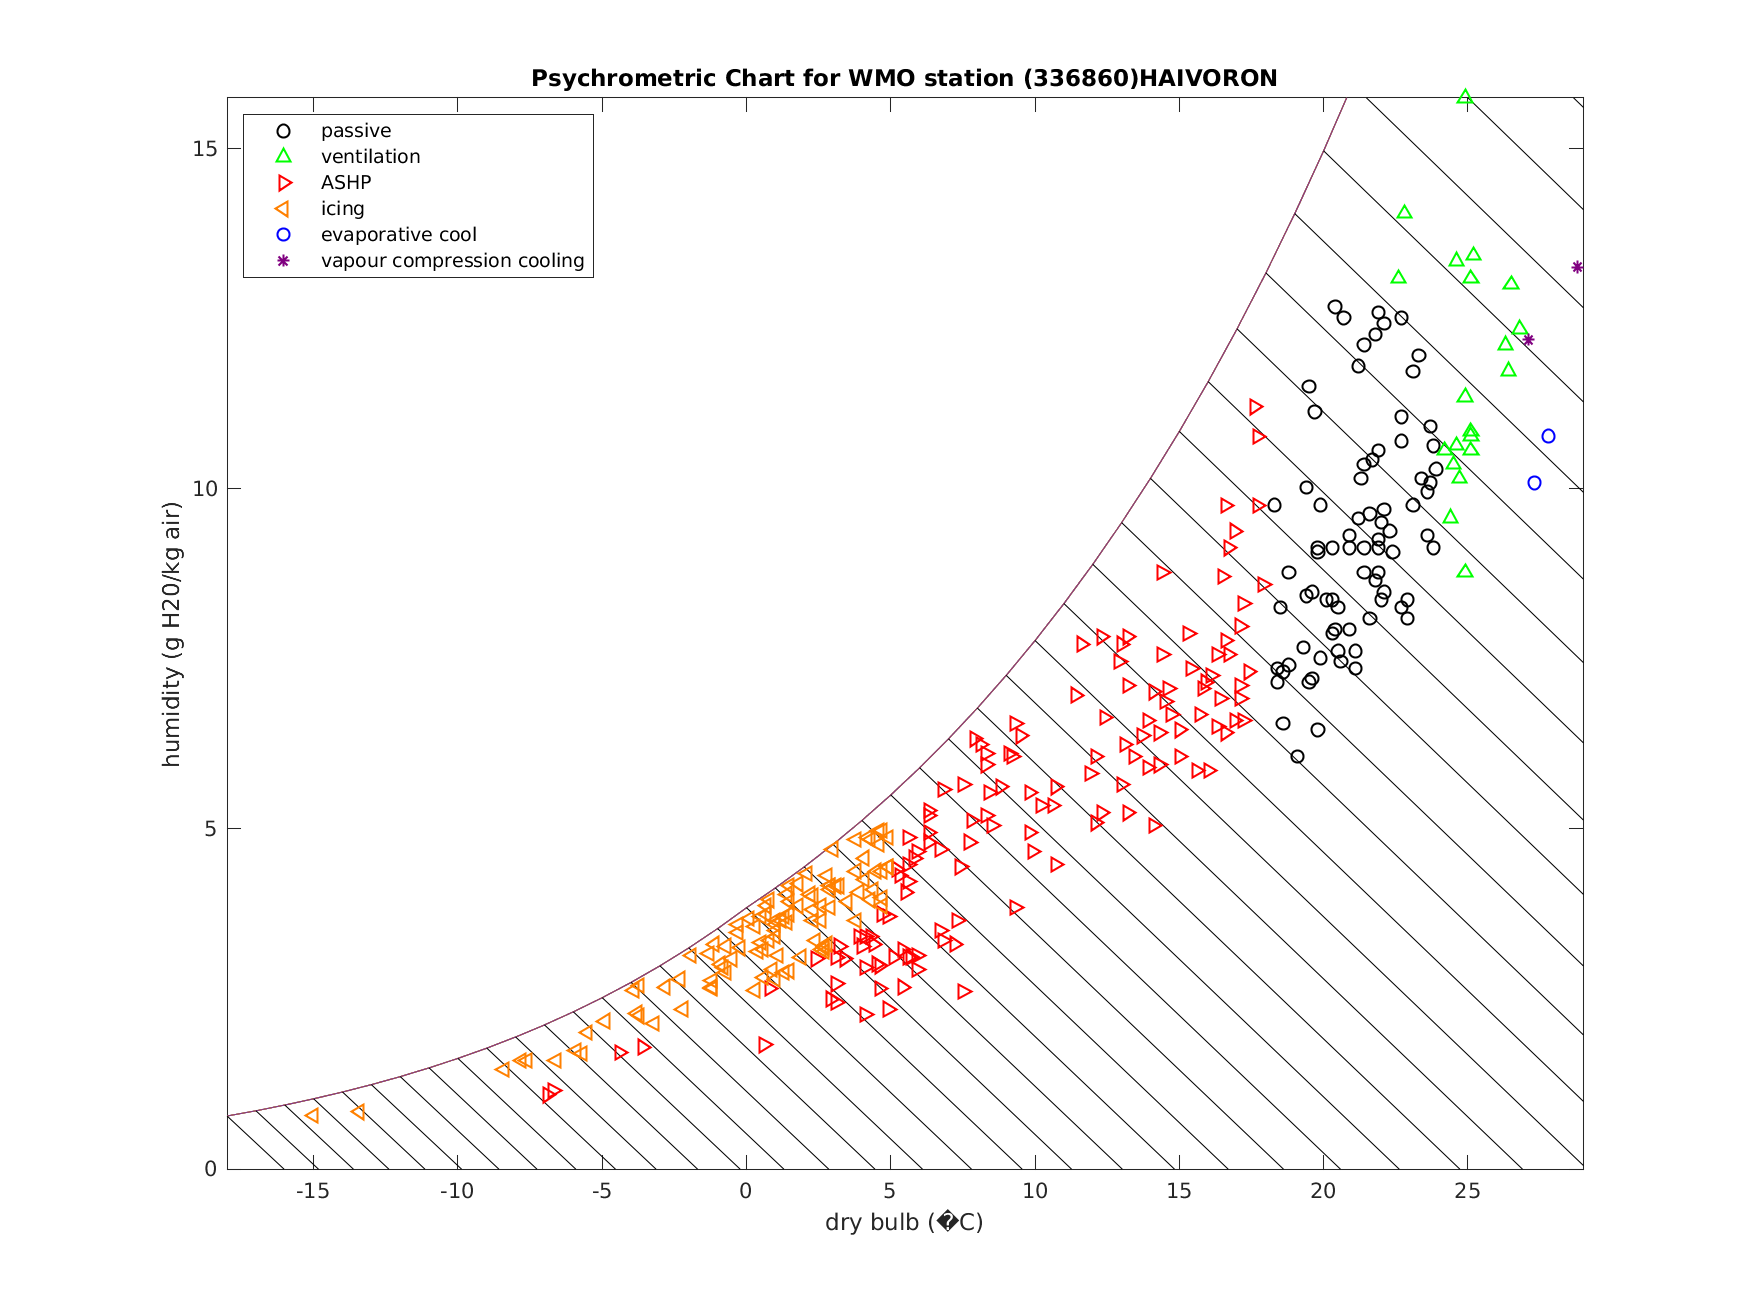 Psychrometric Chart for WMO station (336860)HAIVORON
passive
ventilation
ASHP
icing
evaporative cool
vapour compression cooling
15
10
5
0
humidity (g H20/kg air)
-15 -10 -5 0 5 10 15 20 25
dry bulb (�C)